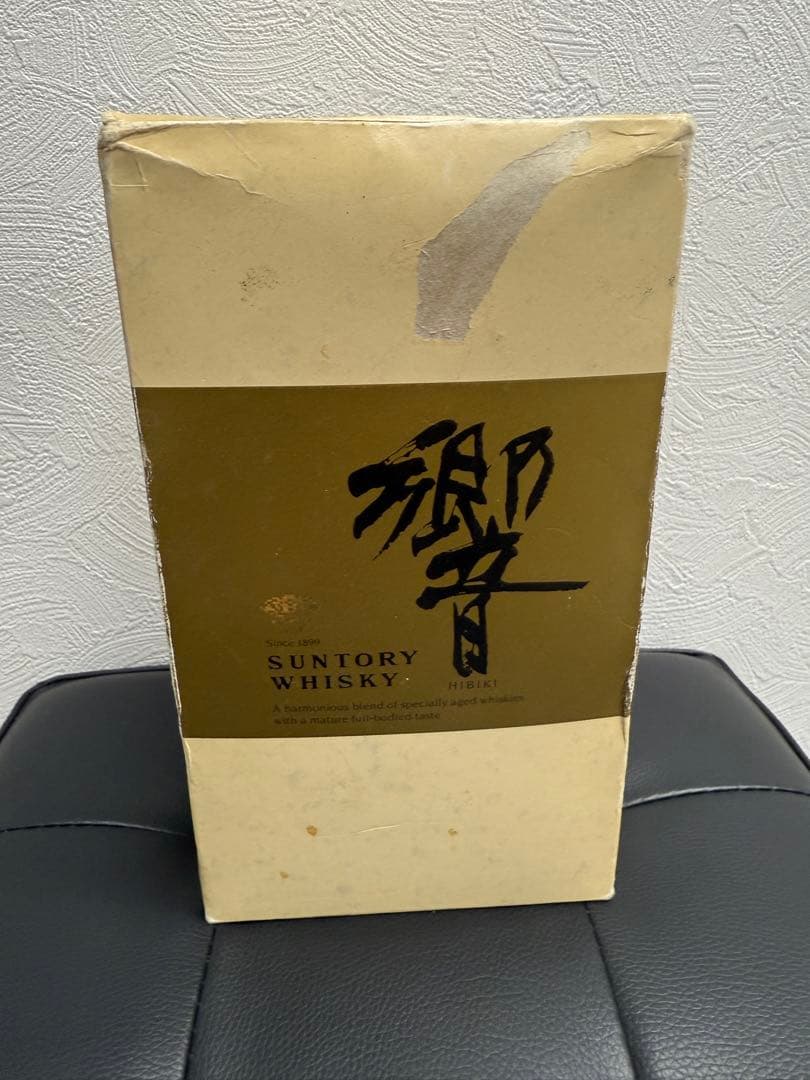 響
Since 1899
SUNTORY
WHISKY
HIBIKI
A harmonious blend of specially aged whiskies
with a mature full-bodied taste